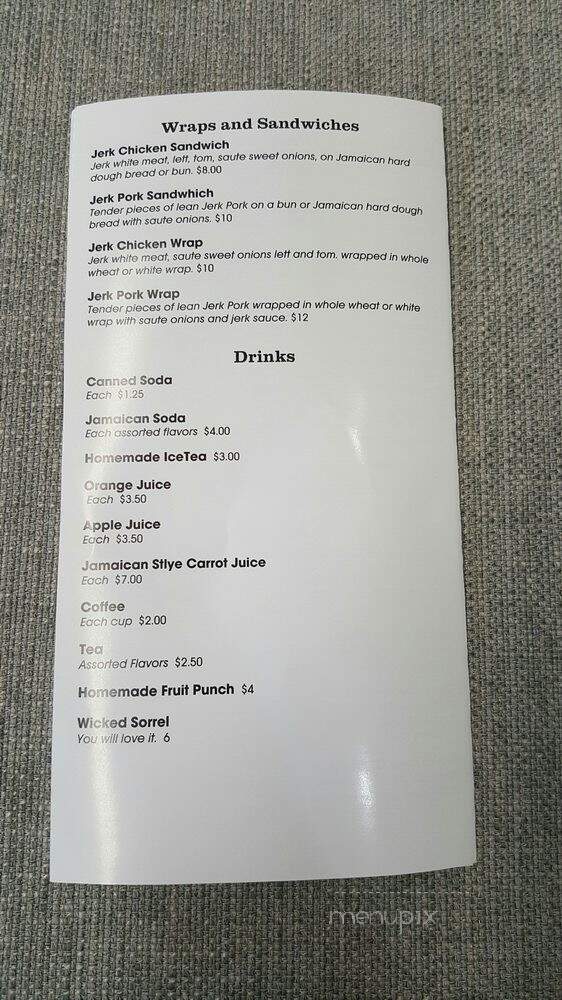 Wraps and Sandwiches
Jerk Chicken Sandwich
Jerk white meat, lett, tom, saute sweet onions, on Jamaican hard
dough bread or bun. $8.00
Jerk Pork Sandwhich
Tender pieces of lean Jerk Pork on a bun or Jamaican hard dough
bread with saute onions. $10
Jerk Chicken Wrap
Jerk white meat, saute sweet onions lett and tom. wrapped in whole
wheat or white wrap. $10
Jerk Pork Wrap
Tender pieces of lean Jerk Pork wrapped in whole wheat or white
wrap with saute onions and jerk sauce. $12
Drinks
Canned Soda
Each $1.25
Jamaican Soda
Each assorted flavors $4.00
Homemade IceTea $3.00
Orange Juice
Each $3.50
Apple Juice
Each $3.50
Jamaican Stlye Carrot Juice
Each $7.00
Coffee
Each cup $2.00
Tea
Assorted Flavors $2.50
Homemade Fruit Punch $4
Wicked Sorrel
You will love it. 6
menupix